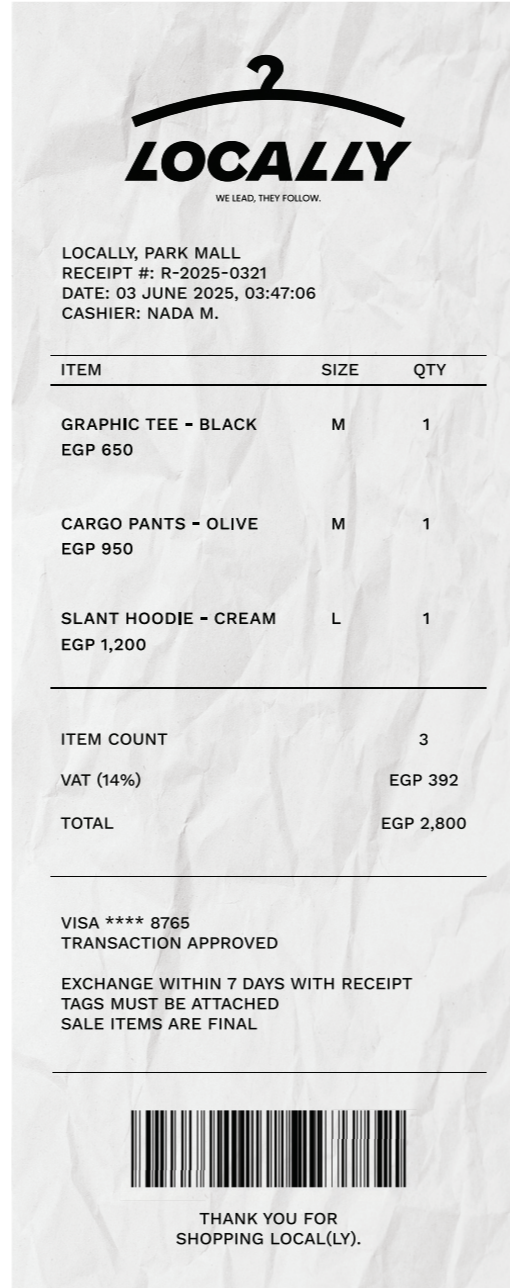 LOCALLY
WE LEAD, THEY FOLLOW.
LOCALLY, PARK MALL
RECEIPT #: R-2025-0321
DATE: 03 JUNE 2025, 03:47:06
CASHIER: NADA M.
ITEM SIZE QTY
GRAPHIC TEE - BLACK M 1
EGP 650
CARGO PANTS - OLIVE M 1
EGP 950
SLANT HOODIE - CREAM L 1
EGP 1,200
ITEM COUNT 3
VAT (14%) EGP 392
TOTAL EGP 2,800
VISA **** 8765
TRANSACTION APPROVED
EXCHANGE WITHIN 7 DAYS WITH RECEIPT
TAGS MUST BE ATTACHED
SALE ITEMS ARE FINAL
THANK YOU FOR
SHOPPING LOCAL(LY).